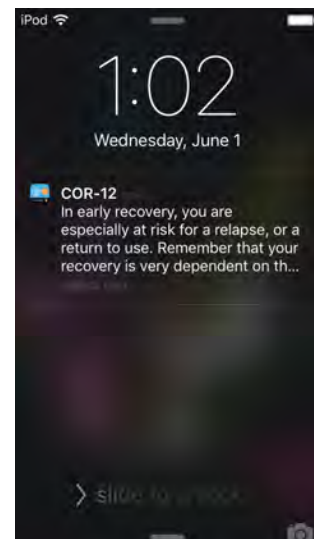 iPod
1:02
Wednesday, June 1
COR-12
In early recovery, you are
especially at risk for a relapse, or a
return to use. Remember that your
recovery is very dependent on th...
> slide to unlock